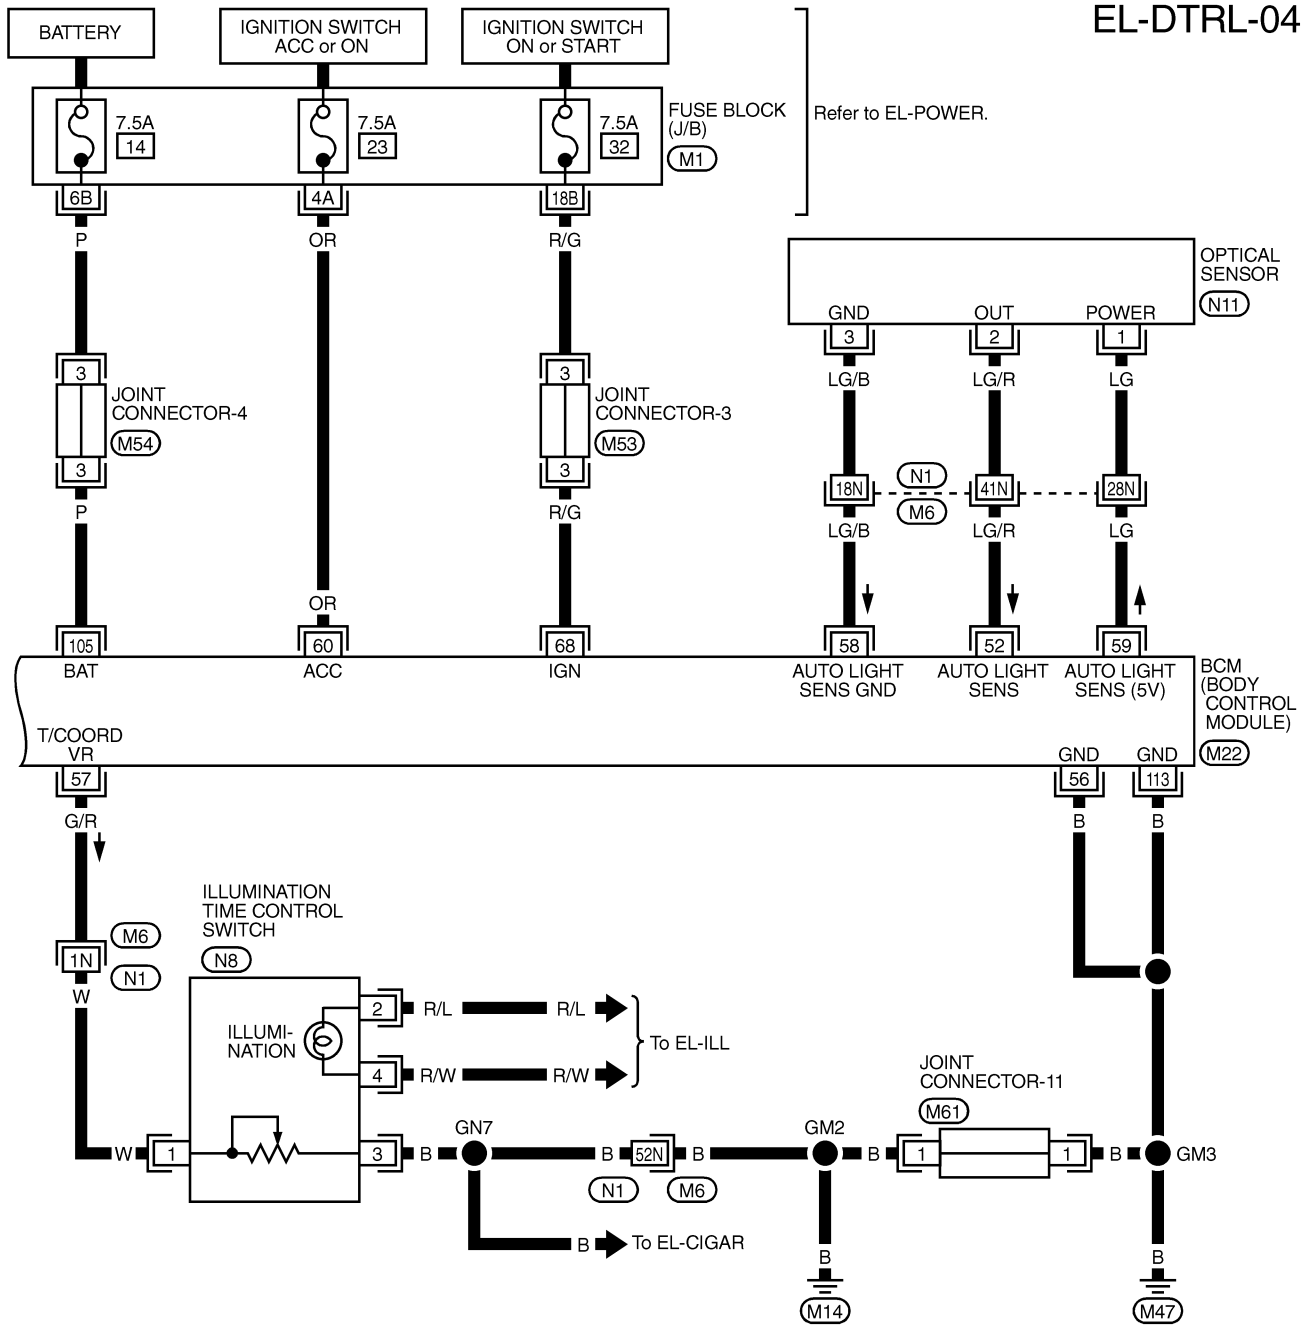 EL-DTRL-04
BATTERY
IGNITION SWITCH
ACC or ON
IGNITION SWITCH
ON or START
7.5A
14
7.5A
23
7.5A
32
FUSE BLOCK
(J/B)
M1
Refer to EL-POWER.
6B
4A
18B
P
OR
R/G
OPTICAL
SENSOR
N11
GND
OUT
POWER
3
2
1
LG/B
LG/R
LG
3
JOINT
CONNECTOR-4
M54
3
P
3
JOINT
CONNECTOR-3
M53
3
R/G
18N
N1
M6
41N
28N
LG/B
LG/R
LG
OR
105
60
68
58
52
59
BAT
ACC
IGN
AUTO LIGHT
SENS GND
AUTO LIGHT
SENS
AUTO LIGHT
SENS (5V)
BCM
(BODY
CONTROL
MODULE)
M22
T/COORD
VR
GND
GND
57
56
113
G/R
B
B
M6
1N
N1
W
ILLUMINATION
TIME CONTROL
SWITCH
N8
ILLUMI-
NATION
2
R/L
R/L
4
R/W
R/W
To EL-ILL
W
1
3
B
GN7
B
52N
B
N1
M6
GM2
B
JOINT
CONNECTOR-11
M61
1
1
B
GM3
B
To EL-CIGAR
B
B
M14
M47